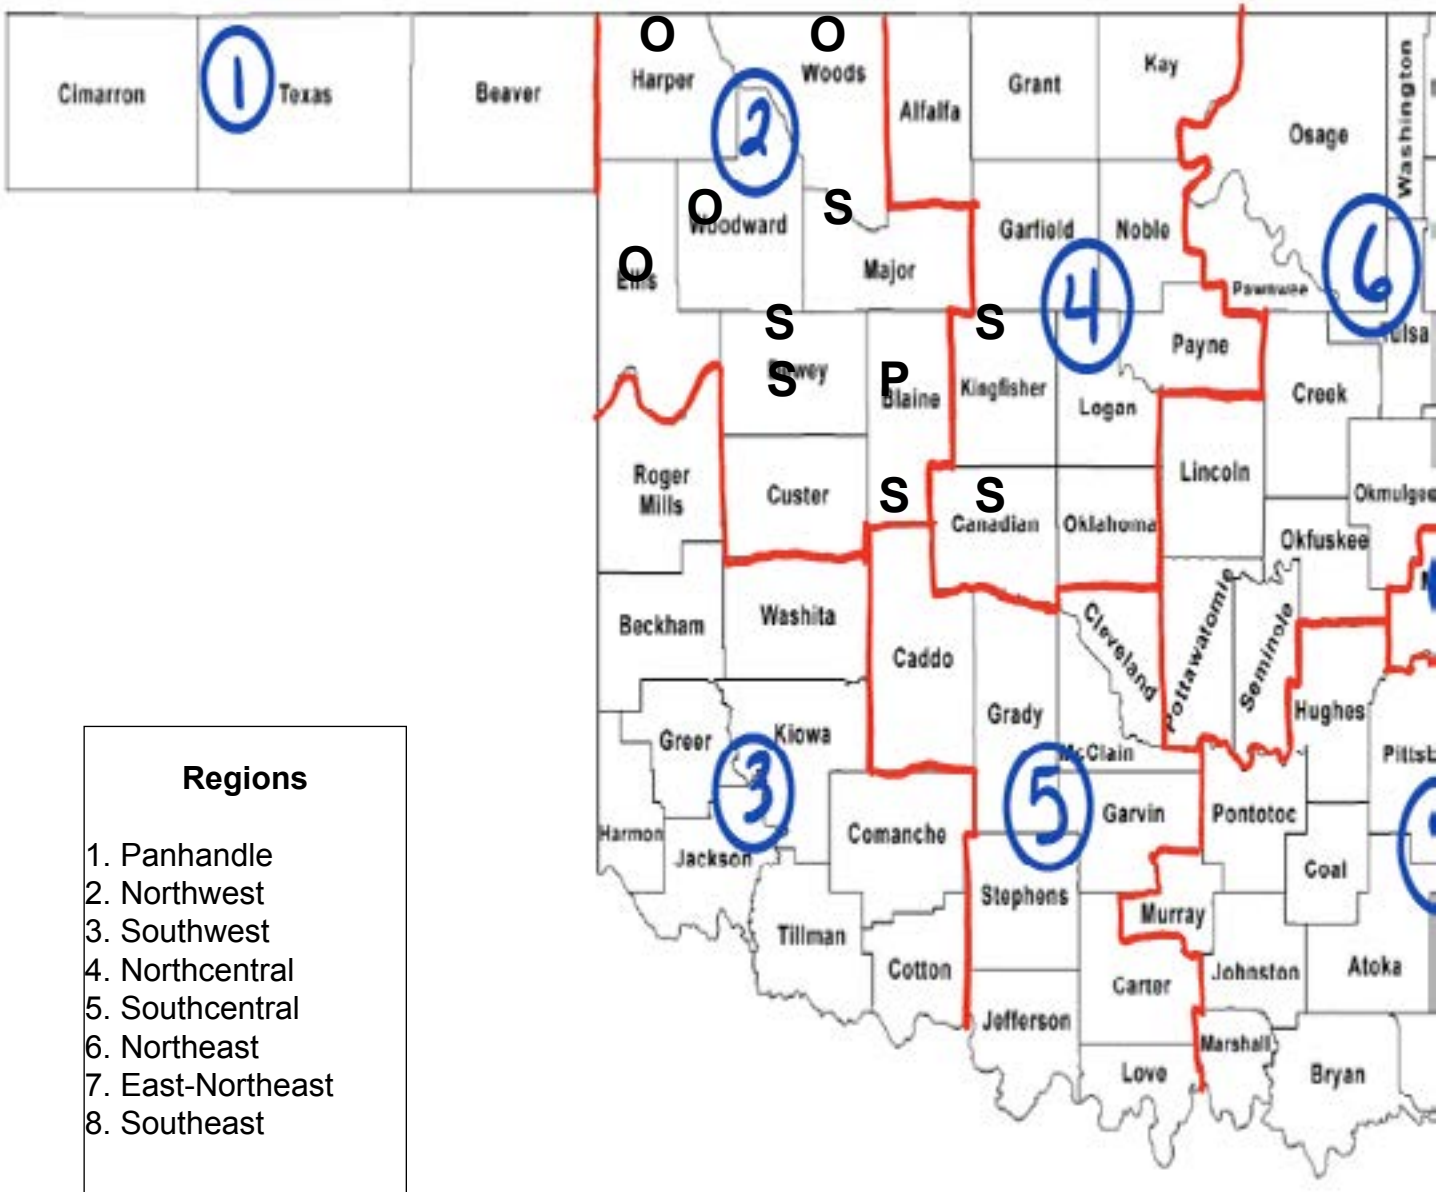 O
O
Cimarron
1
Texas
Beaver
Harper
Woods
2
Alfalfa
Grant
Kay
Osage
Washington
O
Woodward
S
Garfield
Noble
6
O
Ellis
Major
Pawnwee
S
S
4
Tulsa
S
Dewey
P
Blaine
Kingfisher
Payne
Logan
Creek
Roger
Mills
Custer
S
S
Canadian
Oklahoma
Lincoln
Okmulgee
Okfuskee
Beckham
Washita
Caddo
Cleveland
Pottawatomie
Seminole
Hughes
Greer
Kiowa
Grady
McClain
Pittsb
3
5
Harmon
Jackson
Comanche
Garvin
Pontotoc
Coal
Stephens
Murray
Tillman
Cotton
Carter
Johnston
Atoka
Jefferson
Love
Marshall
Bryan
Regions
1. Panhandle
2. Northwest
3. Southwest
4. Northcentral
5. Southcentral
6. Northeast
7. East-Northeast
8. Southeast